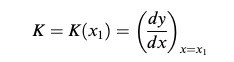 K = K(x₁) = (dy/dx)ₓ₌ₓ₁